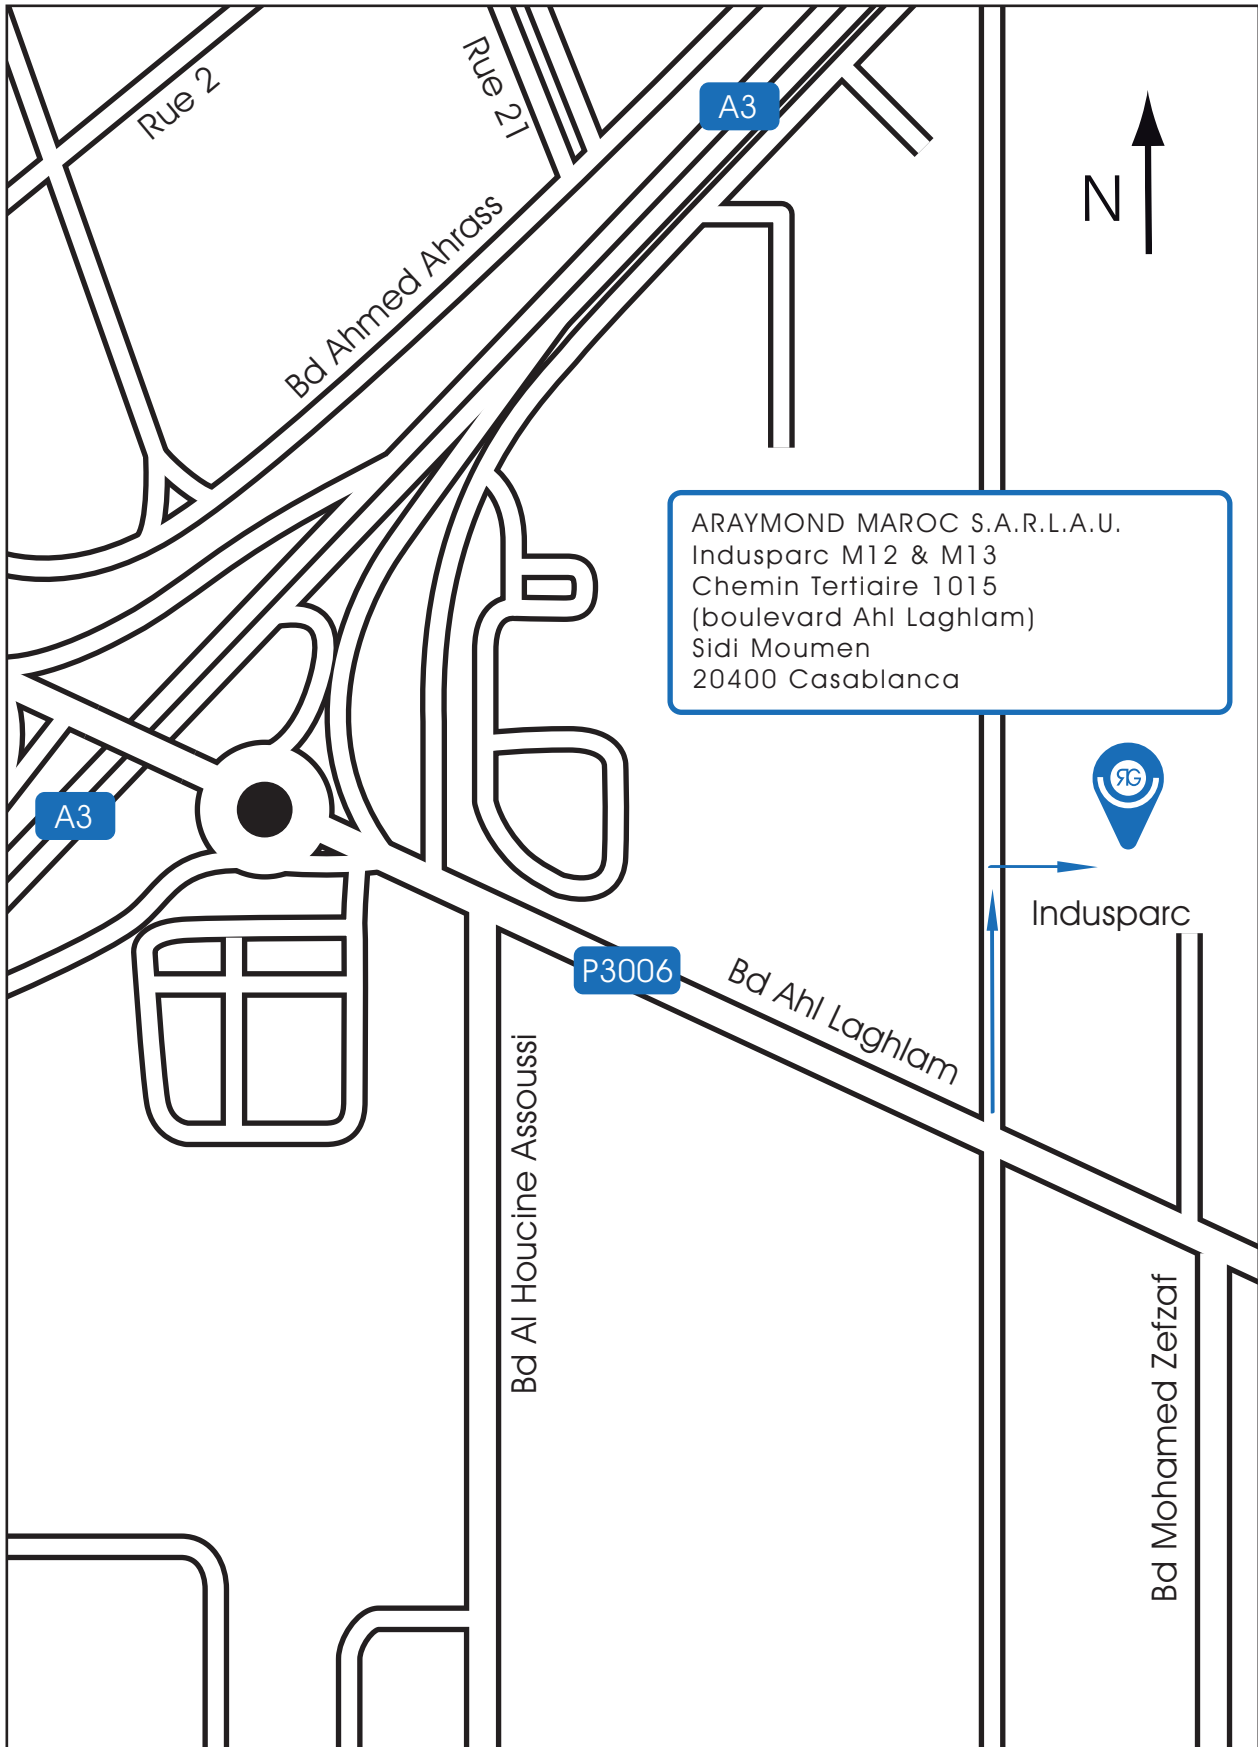 Rue 2
Rue 21
A3
N
Bd Ahmed Ahrass
ARAYMOND MAROC S.A.R.L.A.U.
Indusparc M12 & M13
Chemin Tertiaire 1015
(boulevard Ahl Laghlam)
Sidi Moumen
20400 Casablanca
RG
A3
Indusparc
P3006
Bd Ahl Laghlam
Bd Al Houcine Assoussi
Bd Mohamed Zefzaf